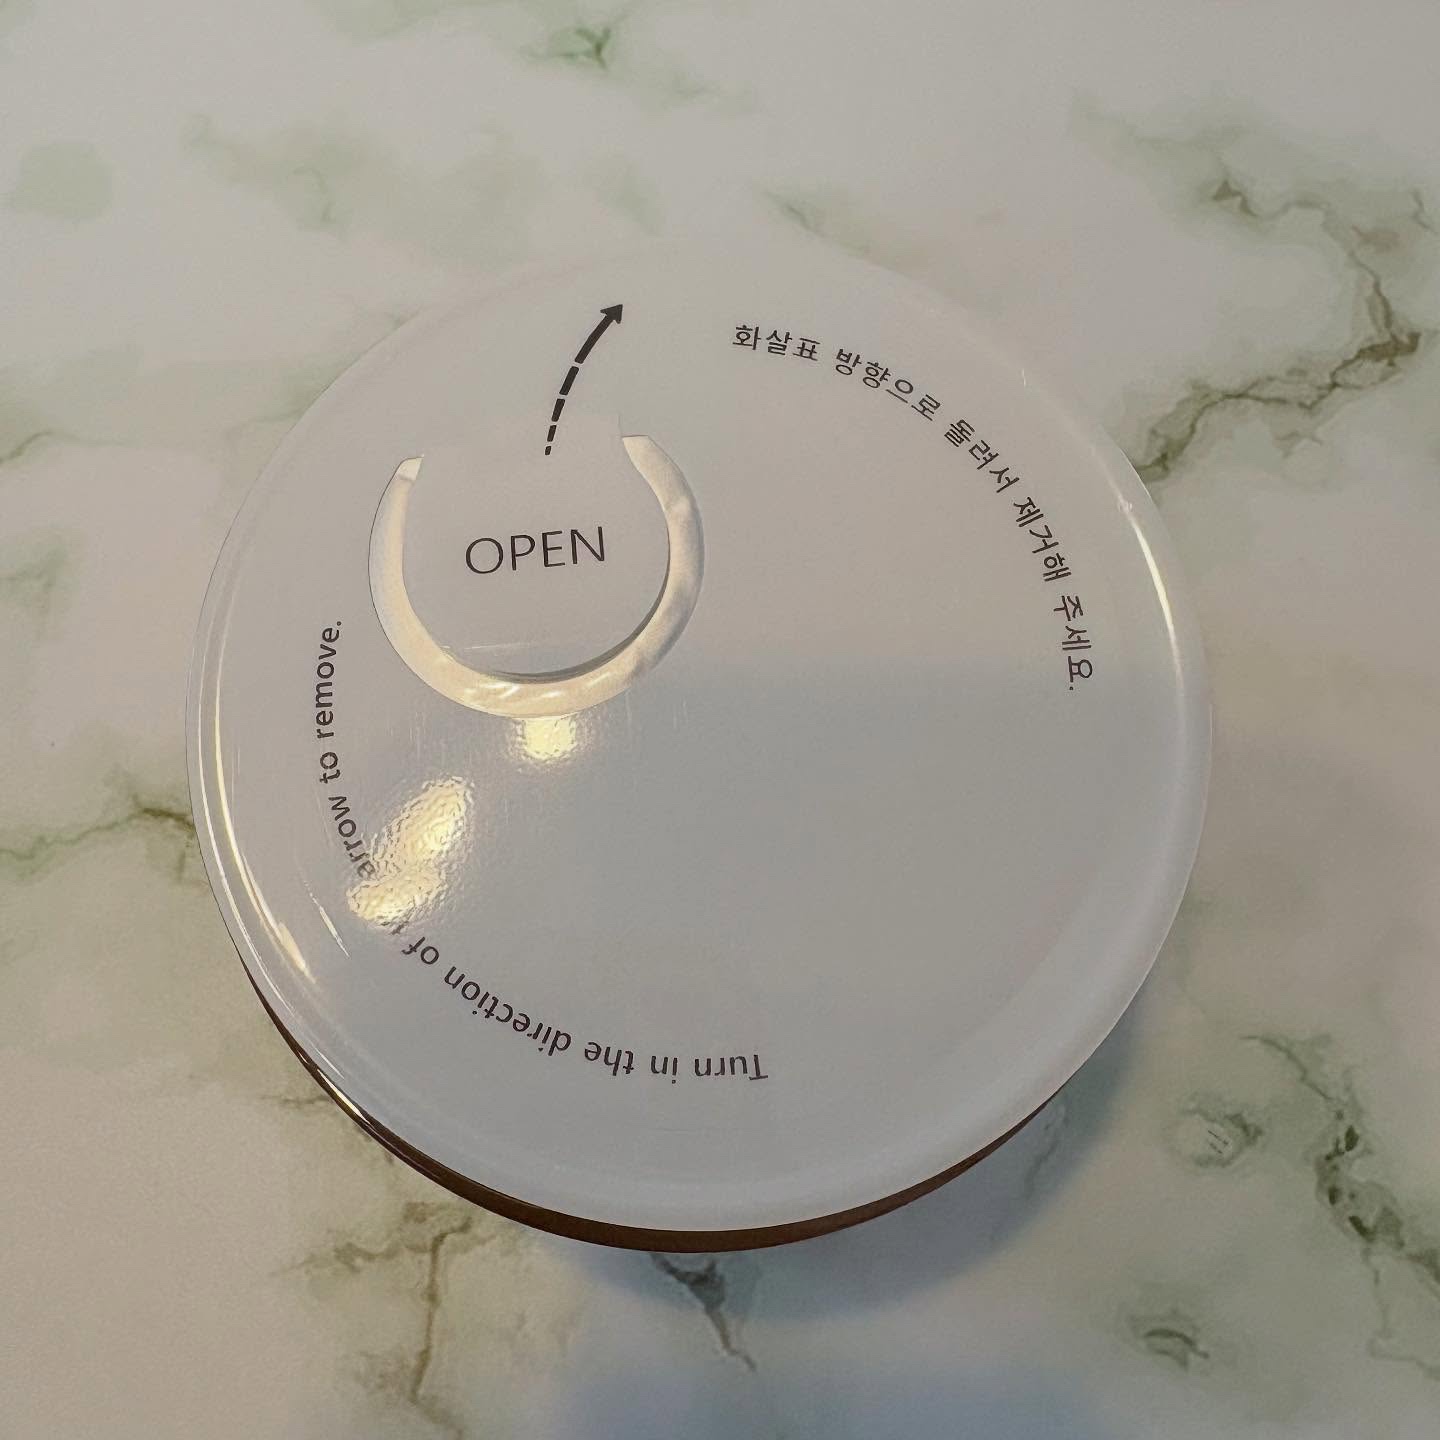 화살표 방향으로 돌려서 제거해 주세요.
OPEN
Turn in the direction of arrow to remove.